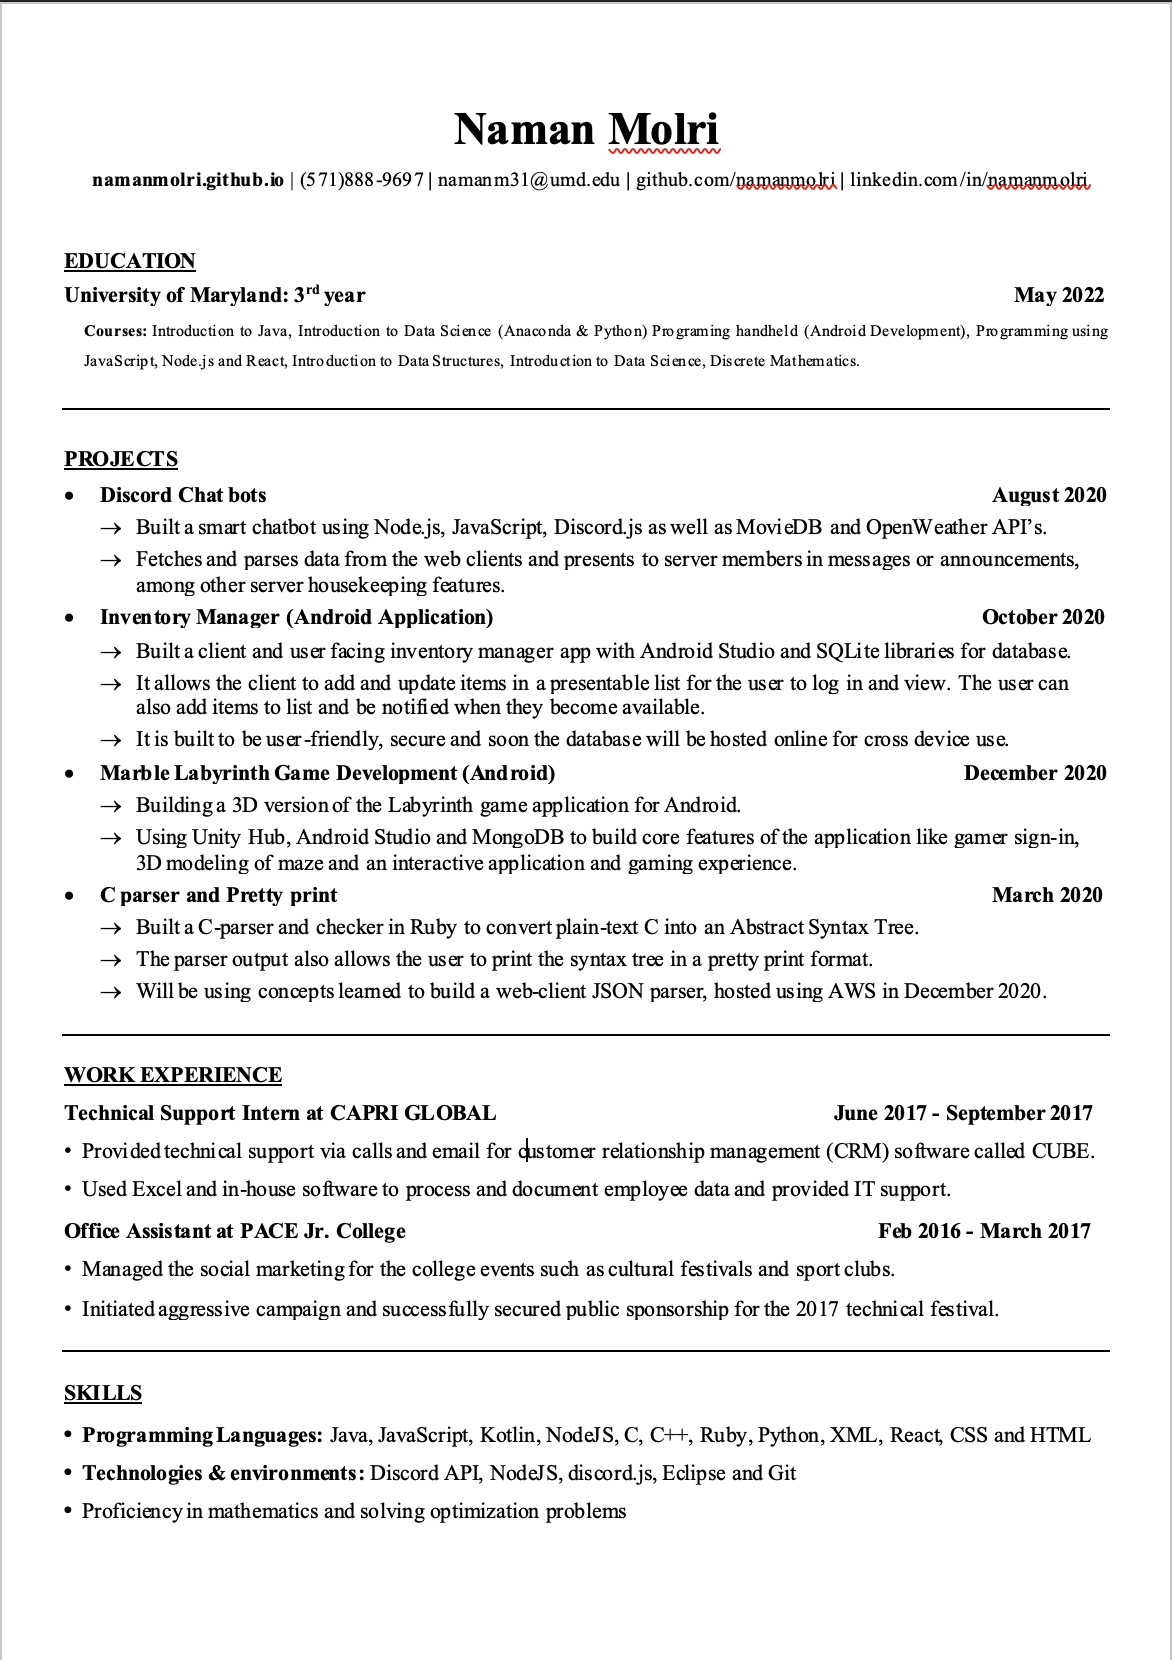 Naman Molri
namanmolri.github.io | (571)888-9697 | namanm31@umd.edu | github.com/namanmolri | linkedin.com/in/namanmolri
EDUCATION
University of Maryland: 3rd year May 2022
Courses: Introduction to Java, Introduction to Data Science (Anaconda & Python) Programing handheld (Android Development), Programming using
JavaScript, Node.js and React, Introduction to Data Structures, Introduction to Data Science, Discrete Mathematics.
PROJECTS
• Discord Chat bots August 2020
→ Built a smart chatbot using Node.js, JavaScript, Discord.js as well as MovieDB and OpenWeather API’s.
→ Fetches and parses data from the web clients and presents to server members in messages or announcements,
among other server housekeeping features.
• Inventory Manager (Android Application) October 2020
→ Built a client and user facing inventory manager app with Android Studio and SQLite libraries for database.
→ It allows the client to add and update items in a presentable list for the user to log in and view. The user can
also add items to list and be notified when they become available.
→ It is built to be user-friendly, secure and soon the database will be hosted online for cross device use.
• Marble Labyrinth Game Development (Android) December 2020
→ Building a 3D version of the Labyrinth game application for Android.
→ Using Unity Hub, Android Studio and MongoDB to build core features of the application like gamer sign-in,
3D modeling of maze and an interactive application and gaming experience.
• C parser and Pretty print March 2020
→ Built a C-parser and checker in Ruby to convert plain-text C into an Abstract Syntax Tree.
→ The parser output also allows the user to print the syntax tree in a pretty print format.
→ Will be using concepts learned to build a web-client JSON parser, hosted using AWS in December 2020.
WORK EXPERIENCE
Technical Support Intern at CAPRI GLOBAL June 2017 - September 2017
• Provided technical support via calls and email for customer relationship management (CRM) software called CUBE.
• Used Excel and in-house software to process and document employee data and provided IT support.
Office Assistant at PACE Jr. College Feb 2016 - March 2017
• Managed the social marketing for the college events such as cultural festivals and sport clubs.
• Initiated aggressive campaign and successfully secured public sponsorship for the 2017 technical festival.
SKILLS
• Programming Languages: Java, JavaScript, Kotlin, NodeJS, C, C++, Ruby, Python, XML, React, CSS and HTML
• Technologies & environments: Discord API, NodeJS, discord.js, Eclipse and Git
• Proficiency in mathematics and solving optimization problems